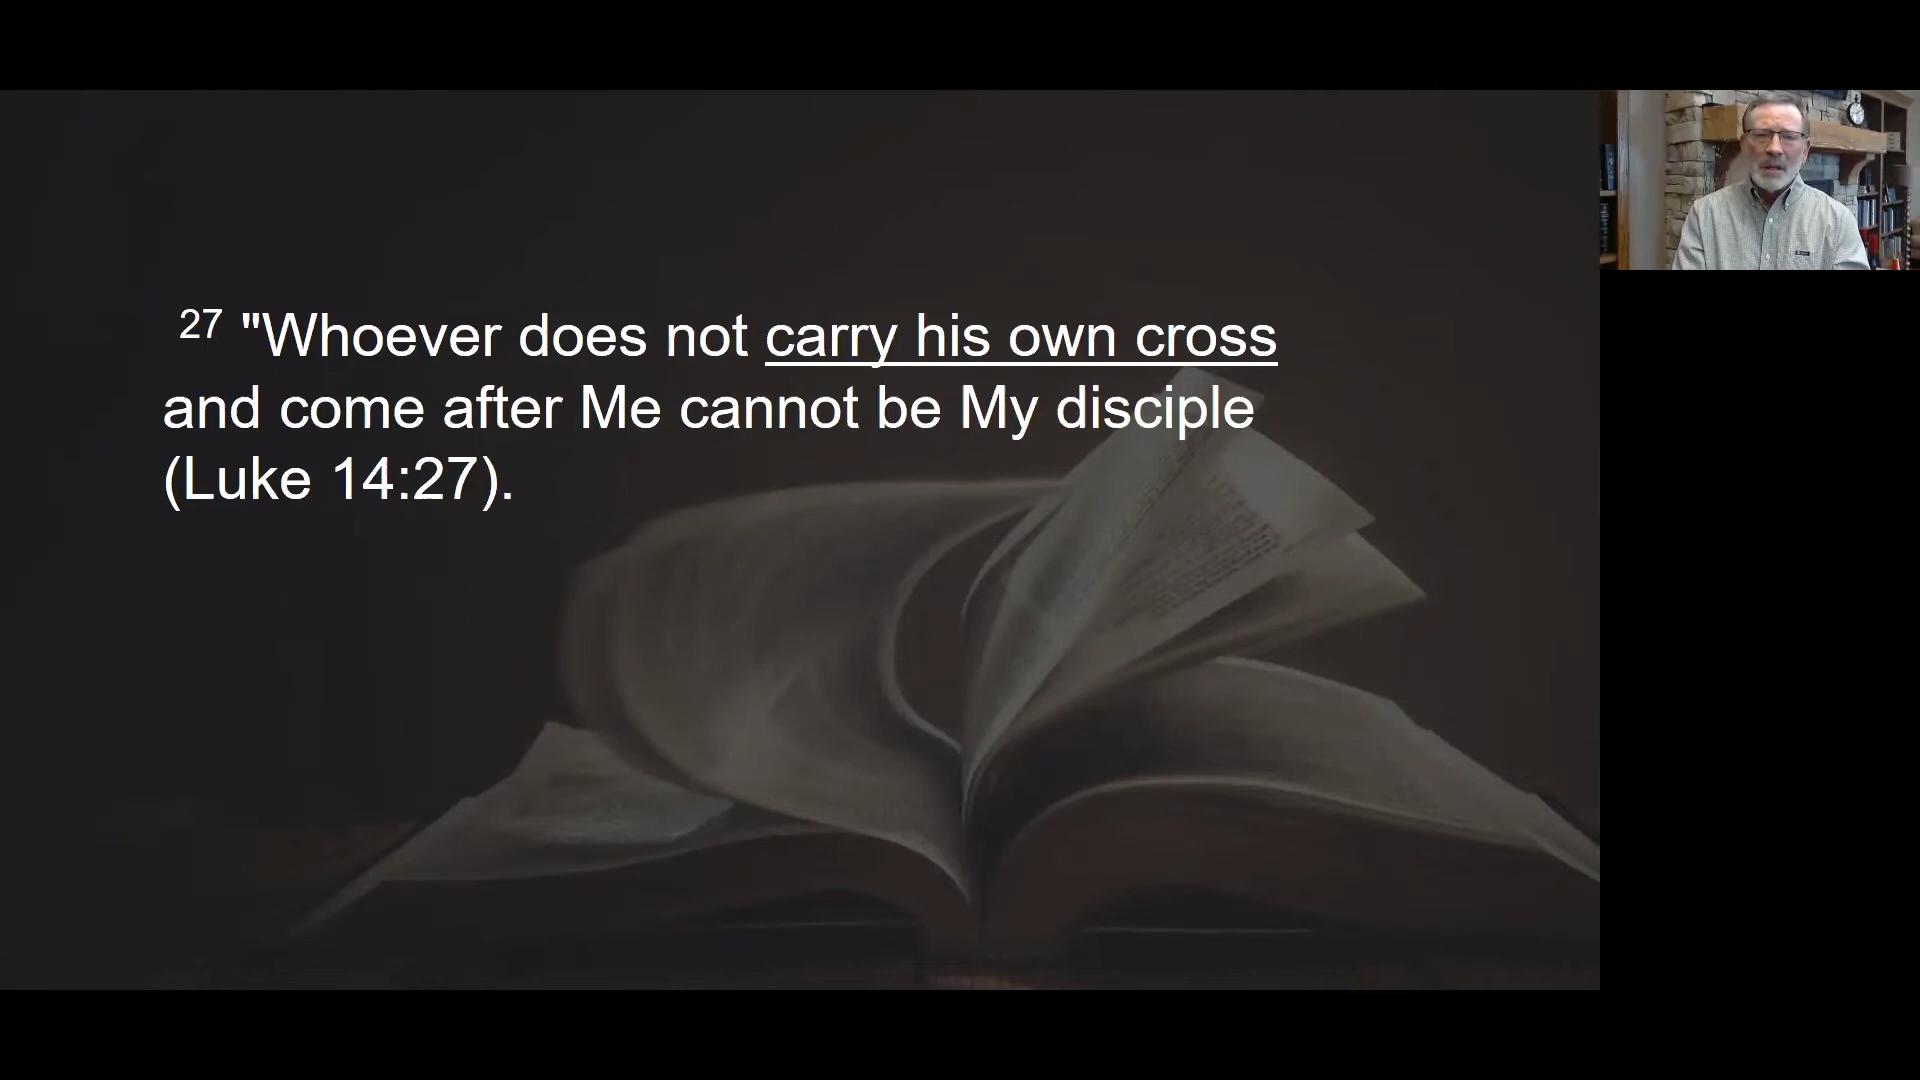 27 "Whoever does not carry his own cross
and come after Me cannot be My disciple
(Luke 14:27).